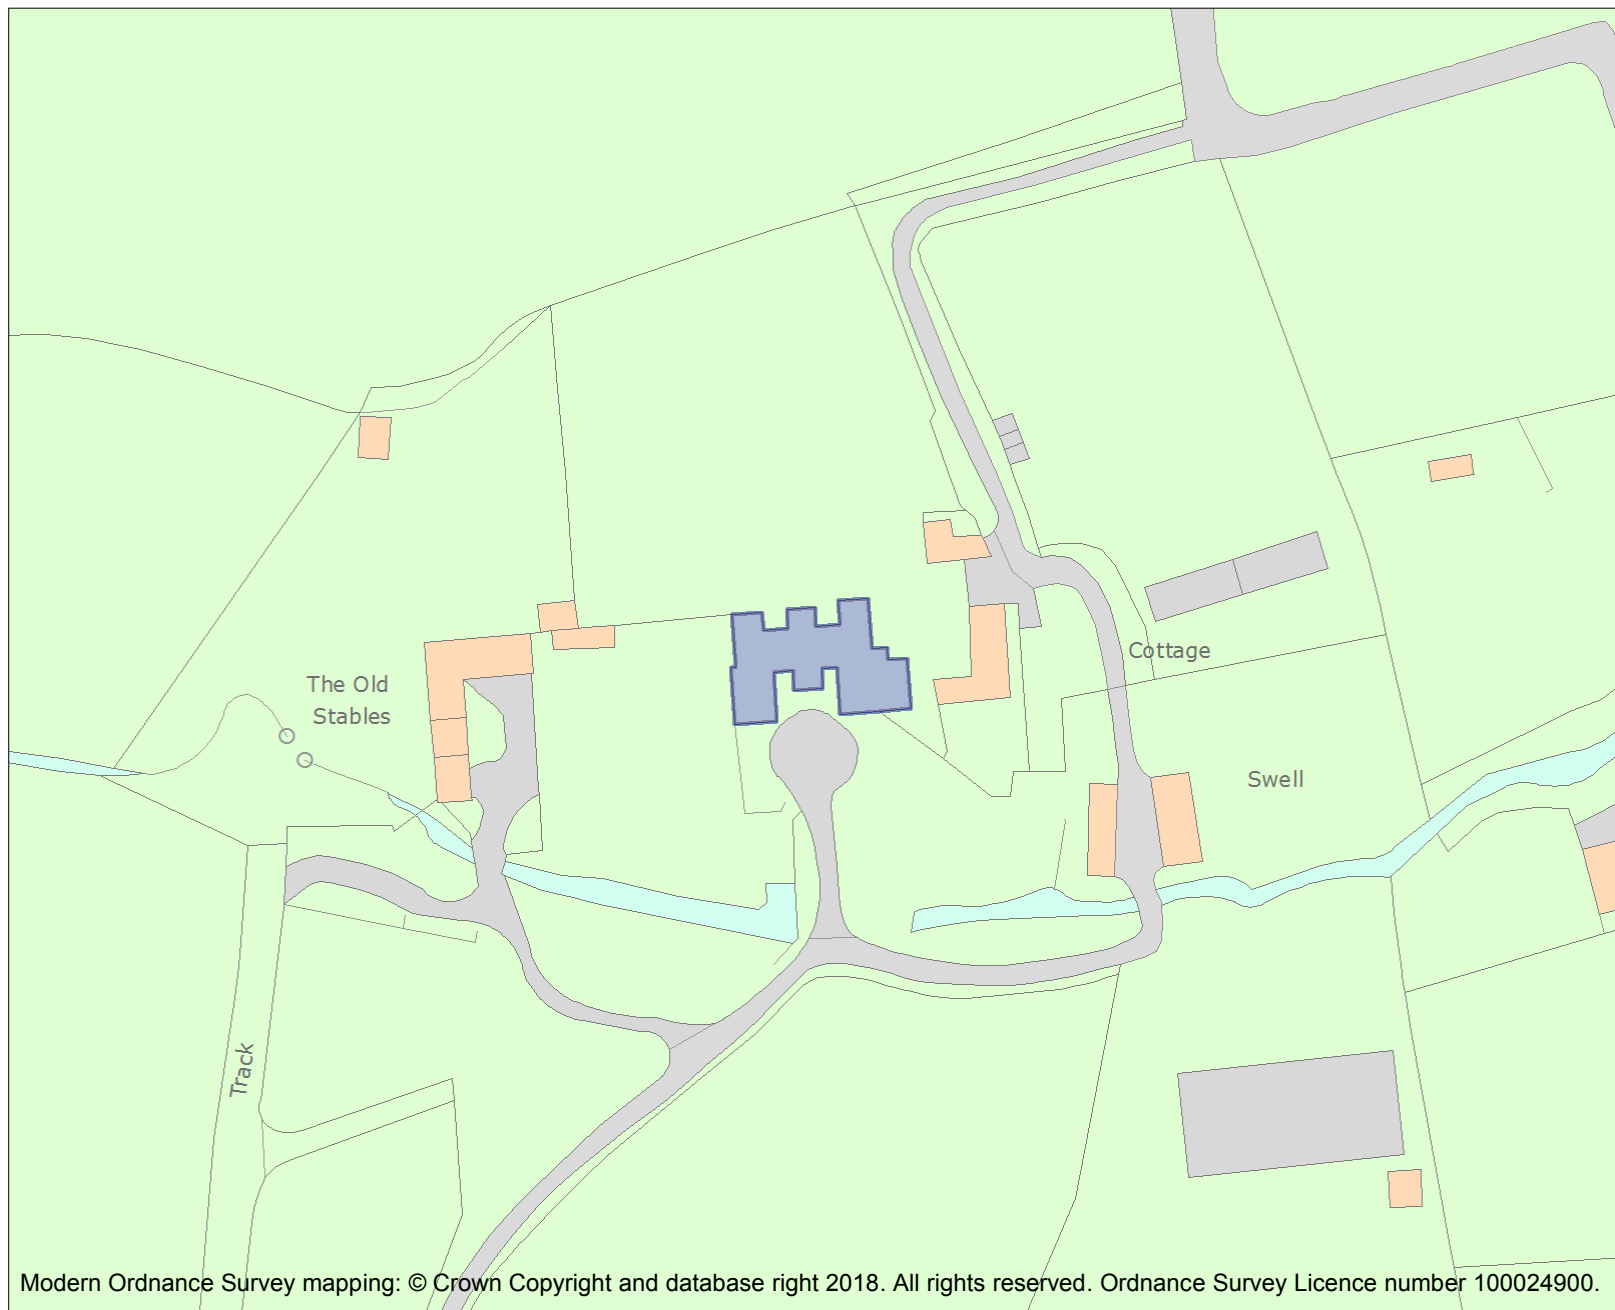 Cottage
The Old
Stables
Swell
Track
Modern Ordnance Survey mapping: © Crown Copyright and database right 2018. All rights reserved. Ordnance Survey Licence number 100024900.